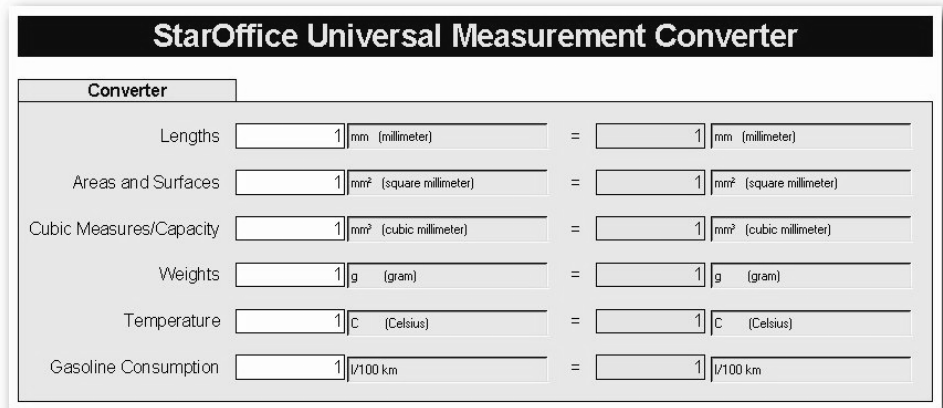 StarOffice Universal Measurement Converter
Converter
Lengths 1 mm (millimeter) = 1 mm (millimeter)
Areas and Surfaces 1 mm² (square millimeter) = 1 mm² (square millimeter)
Cubic Measures/Capacity 1 mm³ (cubic millimeter) = 1 mm³ (cubic millimeter)
Weights 1 g (gram) = 1 g (gram)
Temperature 1 C (Celsius) = 1 C (Celsius)
Gasoline Consumption 1 l/100 km = 1 l/100 km